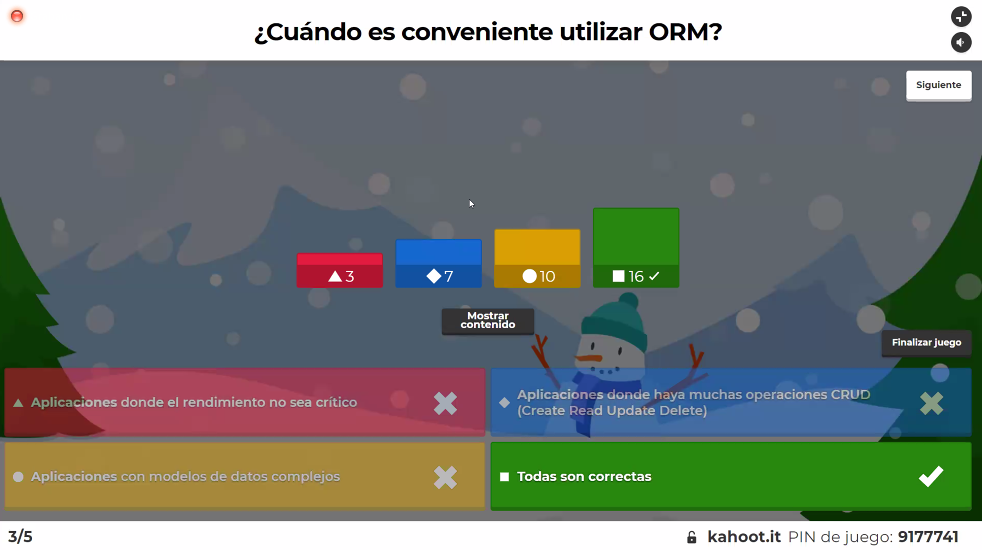 ¿Cuándo es conveniente utilizar ORM?
Siguiente
3
7
10
16
Mostrar
contenido
Finalizar juego
Aplicaciones donde el rendimiento no sea crítico
Aplicaciones donde haya muchas operaciones CRUD
(Create Read Update Delete)
Aplicaciones con modelos de datos complejos
Todas son correctas
3/5
kahoot.it PIN de juego: 9177741